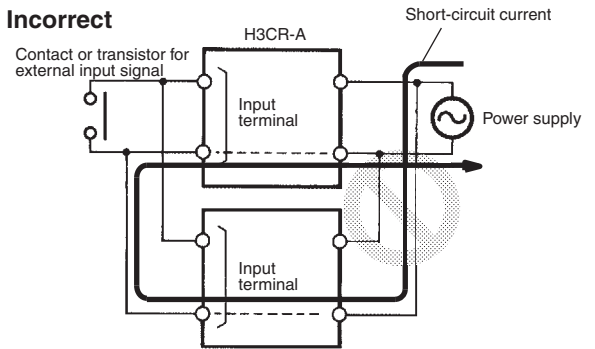 Incorrect
Short-circuit current
H3CR-A
Contact or transistor for
external input signal
Input
terminal
Power supply
Input
terminal